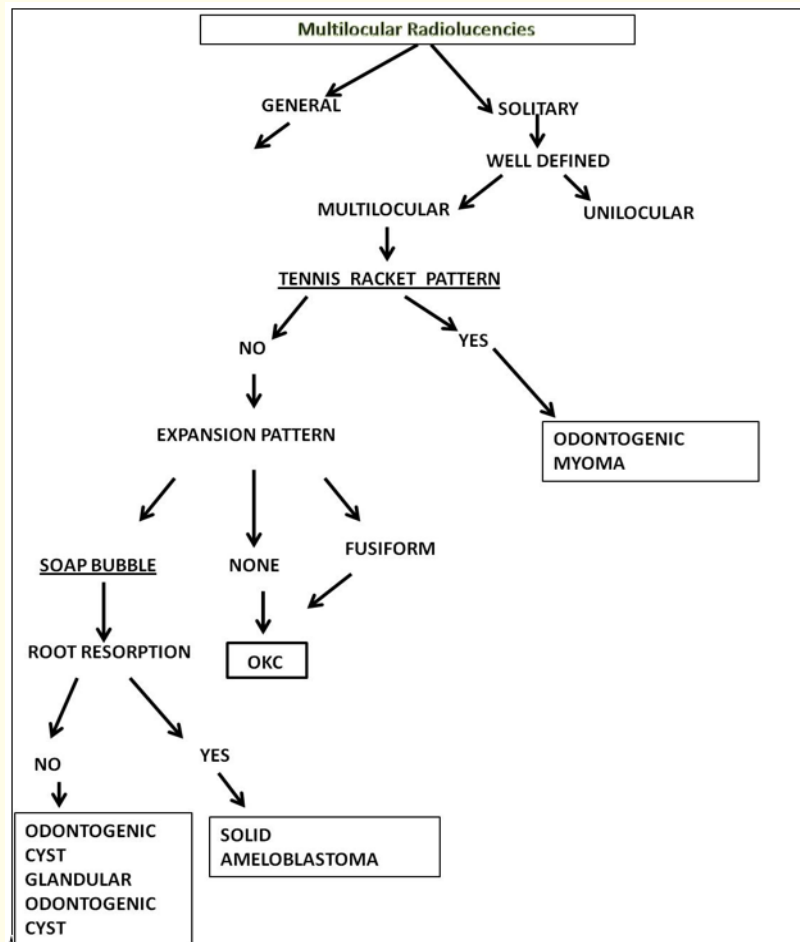 Multilocular Radiolucencies
GENERAL
SOLITARY
WELL DEFINED
MULTILOCULAR
UNILOCULAR
TENNIS RACKET PATTERN
NO
YES
EXPANSION PATTERN
ODONTOGENIC
MYOMA
SOAP BUBBLE
NONE
FUSIFORM
ROOT RESORPTION
OKC
NO
YES
ODONTOGENIC
CYST
GLANDULAR
ODONTOGENIC
CYST
SOLID
AMELOBLASTOMA